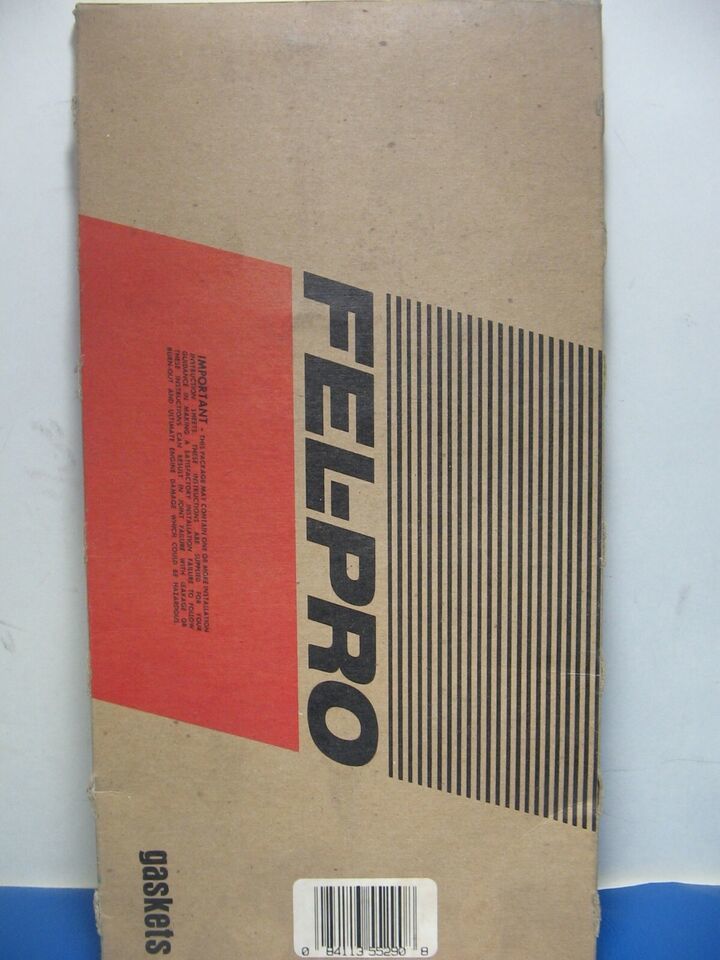 FEL-PRO
IMPORTANT - THIS PACKAGE MAY CONTAIN ONE OR MORE INSTALLATION
INSTRUCTION SHEETS. THESE INSTRUCTIONS ARE SUPPLIED FOR YOUR
GUIDANCE IN MAKING A SATISFACTORY INSTALLATION. FAILURE TO FOLLOW
THESE INSTRUCTIONS CAN RESULT IN JOINT FAILURE WITH LEAKAGE OR
BURN-OUT AND ULTIMATE ENGINE DAMAGE WHICH COULD BE HAZARDOUS.
gaskets
0 84113 55290 8